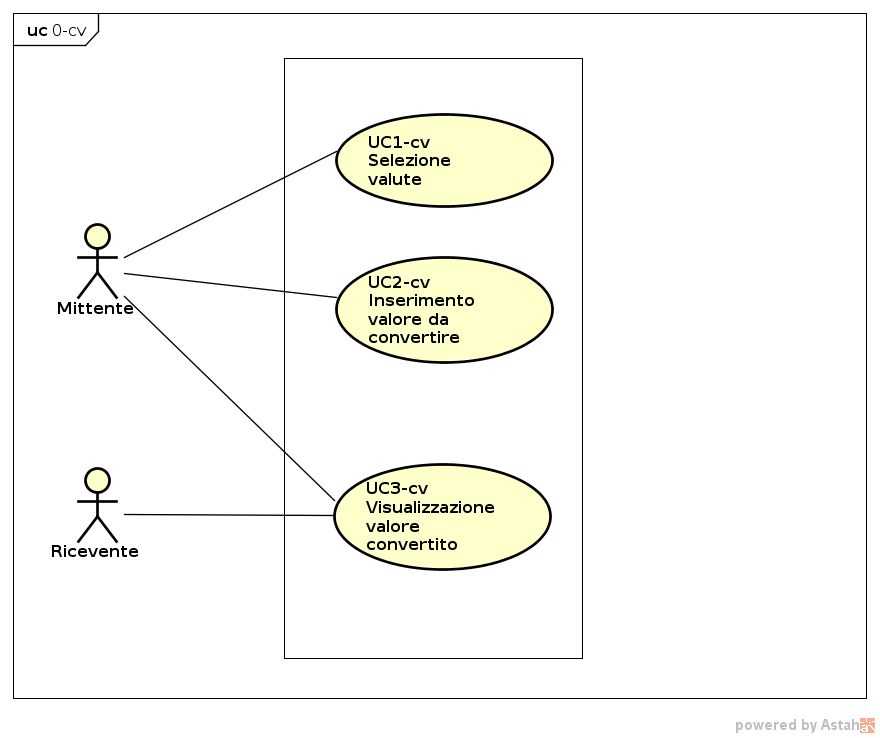 uc 0-cv
UC1-cv
Selezione
valute
Mittente
UC2-cv
Inserimento
valore da
convertire
Ricevente
UC3-cv
Visualizzazione
valore
convertito
powered by Astah